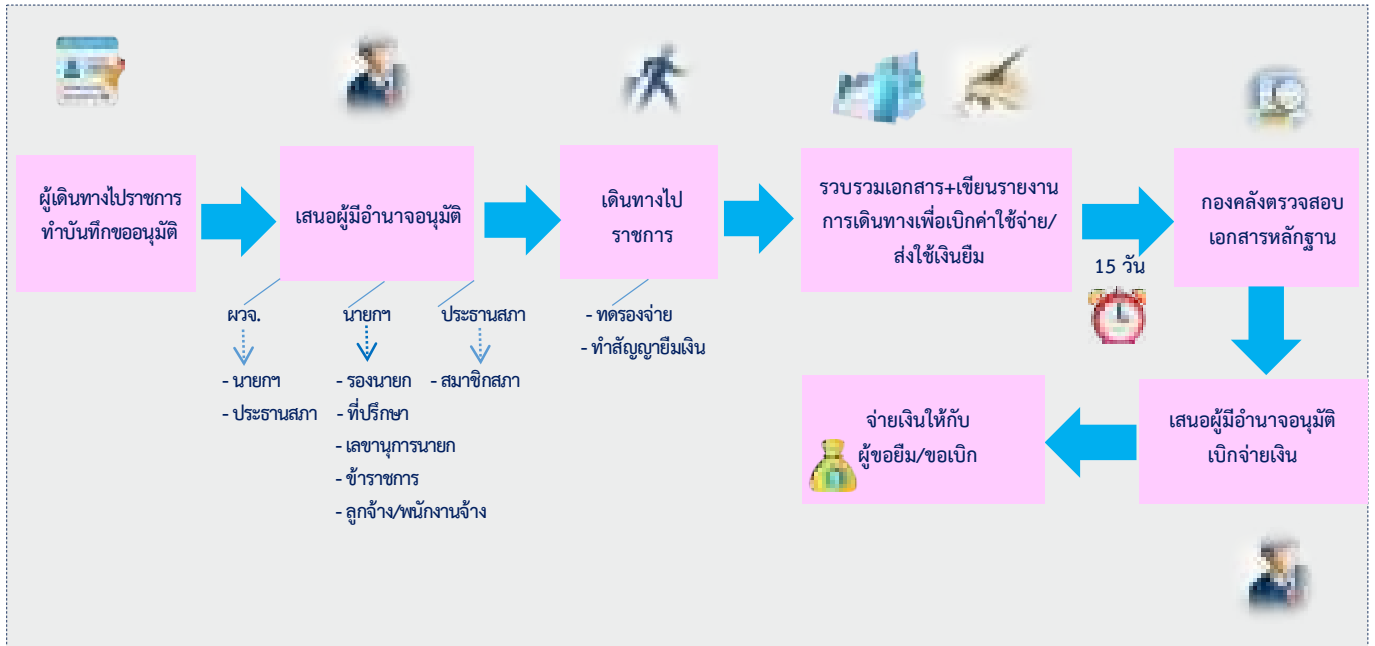 ผู้เดินทางไปราชการ
ทำบันทึกขออนุมัติ
เสนอผู้มีอำนาจอนุมัติ
ผวจ.
- นายกฯ
- ประธานสภา
นายกฯ
- รองนายก
- ที่ปรึกษา
- เลขานุการนายก
- ข้าราชการ
- ลูกจ้าง/พนักงานจ้าง
ประธานสภา
- สมาชิกสภา
เดินทางไป
ราชการ
- ทดรองจ่าย
- ทำสัญญายืมเงิน
รวบรวมเอกสาร+เขียนรายงาน
การเดินทางเพื่อเบิกค่าใช้จ่าย/
ส่งใช้เงินยืม
15 วัน
กองคลังตรวจสอบ
เอกสารหลักฐาน
เสนอผู้มีอำนาจอนุมัติ
เบิกจ่ายเงิน
จ่ายเงินให้กับ
ผู้ขอยืม/ขอเบิก